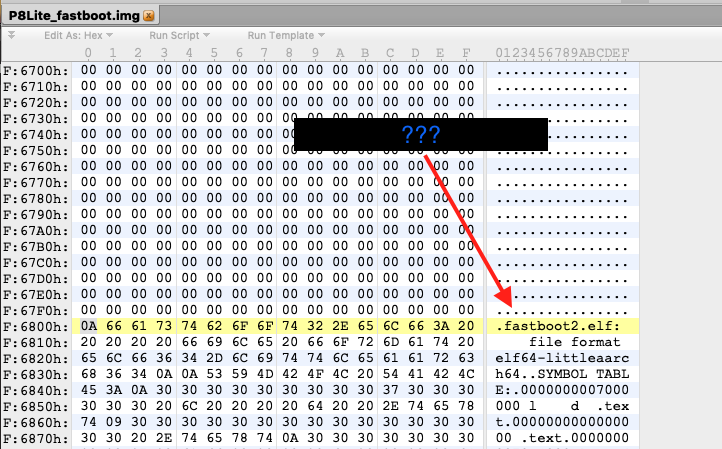 P8Lite_fastboot.img
Edit As: Hex Run Script Run Template
0 1 2 3 4 5 6 7 8 9 A B C D E F 0123456789ABCDEF
F:6700h: 00 00 00 00 00 00 00 00 00 00 00 00 00 00 00 00 ................
F:6710h: 00 00 00 00 00 00 00 00 00 00 00 00 00 00 00 00 ................
F:6720h: 00 00 00 00 00 00 00 00 00 00 00 00 00 00 00 00 ................
F:6730h: 00 00 00 00 00 00 00 00 00 00 00 00 00 00 00 00 ................
F:6740h: 00 00 00 00 00 00 00 00 00 ??? ................
F:6750h: 00 00 00 00 00 00 00 00 00 00 00 00 00 00 00 00 ................
F:6760h: 00 00 00 00 00 00 00 00 00 00 00 00 00 00 00 00 ................
F:6770h: 00 00 00 00 00 00 00 00 00 00 00 00 00 00 00 00 ................
F:6780h: 00 00 00 00 00 00 00 00 00 00 00 00 00 00 00 00 ................
F:6790h: 00 00 00 00 00 00 00 00 00 00 00 00 00 00 00 00 ................
F:67A0h: 00 00 00 00 00 00 00 00 00 00 00 00 00 00 00 00 ................
F:67B0h: 00 00 00 00 00 00 00 00 00 00 00 00 00 00 00 00 ................
F:67C0h: 00 00 00 00 00 00 00 00 00 00 00 00 00 00 00 00 ................
F:67D0h: 00 00 00 00 00 00 00 00 00 00 00 00 00 00 00 00 ................
F:67E0h: 00 00 00 00 00 00 00 00 00 00 00 00 00 00 00 00 ................
F:67F0h: 00 00 00 00 00 00 00 00 00 00 00 00 00 00 00 00 ................
F:6800h: 0A 66 61 73 74 62 6F 6F 74 32 2E 65 6C 66 3A 20 .fastboot2.elf:
F:6810h: 20 20 20 20 66 69 6C 65 20 66 6F 72 6D 61 74 20 file format
F:6820h: 65 6C 66 36 34 2D 6C 69 74 74 6C 65 61 61 72 63 elf64-littleaarc
F:6830h: 68 36 34 0A 0A 53 59 4D 42 4F 4C 20 54 41 42 4C h64..SYMBOL TABL
F:6840h: 45 3A 0A 30 30 30 30 30 30 30 30 30 37 30 30 30 E:.0000000007000
F:6850h: 30 30 30 20 6C 20 20 20 20 64 20 20 2E 74 65 78 000 l d .tex
F:6860h: 74 09 30 30 30 30 30 30 30 30 30 30 30 30 30 30 t.00000000000000
F:6870h: 30 30 20 2E 74 65 78 74 0A 30 30 30 30 30 30 30 00 .text.0000000